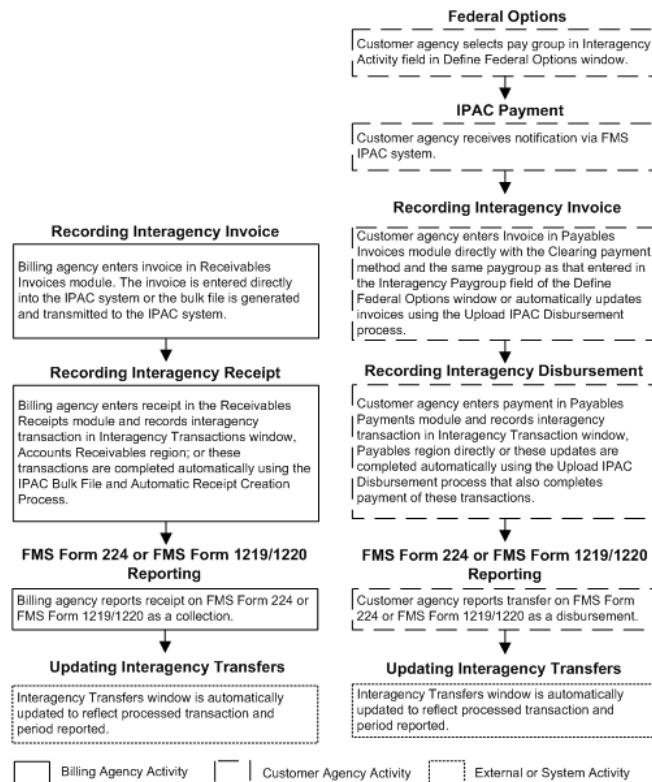 Federal Options
Customer agency selects pay group in Interagency
Activity field in Define Federal Options window.
IPAC Payment
Customer agency receives notification via FMS
IPAC system.
Recording Interagency Invoice
Customer agency enters Invoice in Payables
Invoices module directly with the Clearing payment
method and the same paygroup as that entered in
the Interagency Paygroup field of the Define
Federal Options window or automatically updates
invoices using the Upload IPAC Disbursement
process.
Recording Interagency Disbursement
Customer agency enters payment in Payables
Payments module and records interagency
transaction in Interagency Transaction window,
Payables region directly or these updates are
completed automatically using the Upload IPAC
Disbursement process that also completes
payment of these transactions.
FMS Form 224 or FMS Form 1219/1220
Reporting
Customer agency reports transfer on FMS Form
224 or FMS Form 1219/1220 as a disbursement.
Updating Interagency Transfers
Interagency Transfers window is automatically
updated to reflect processed transaction and
period reported.
Recording Interagency Invoice
Billing agency enters invoice in Receivables
Invoices module. The invoice is entered directly
into the IPAC system or the bulk file is generated
and transmitted to the IPAC system.
Recording Interagency Receipt
Billing agency enters receipt in the Receivables
Receipts module and records interagency
transaction in Interagency Transactions window,
Accounts Receivables region; or these
transactions are completed automatically using the
IPAC Bulk File and Automatic Receipt Creation
Process.
FMS Form 224 or FMS Form 1219/1220
Reporting
Billing agency reports receipt on FMS Form 224 or
FMS Form 1219/1220 as a collection.
Updating Interagency Transfers
Interagency Transfers window is automatically
updated to reflect processed transaction and
period reported.
Billing Agency Activity
Customer Agency Activity
External or System Activity